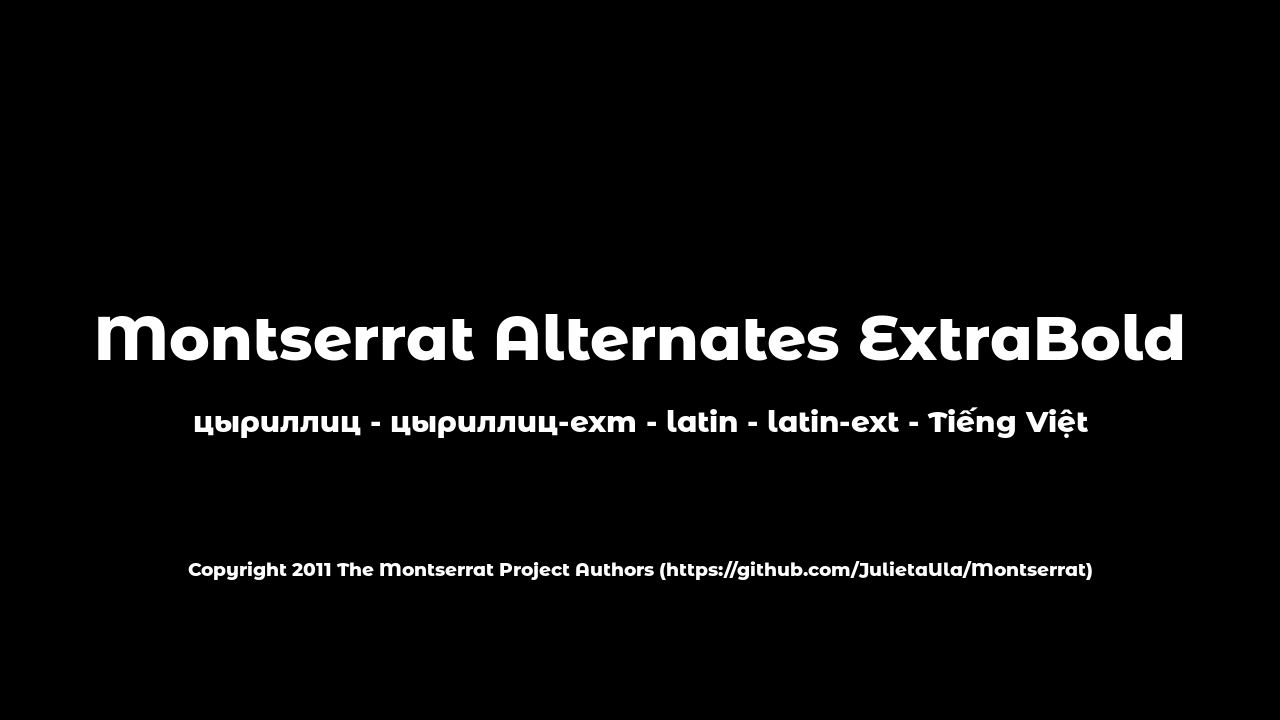 Montserrat Alternates ExtraBold
цыриллиц - цыриллиц-ехт - latin - latin-ext - Tiếng Việt
Copyright 2011 The Montserrat Project Authors (https://github.com/JulietaUla/Montserrat)